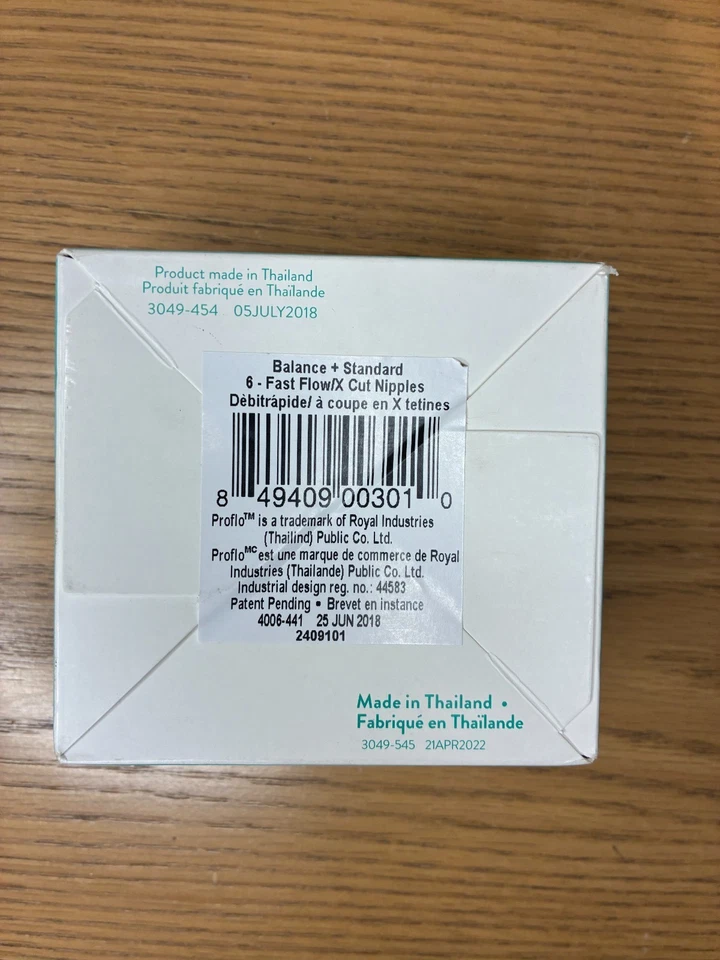 Product made in Thailand
Produit fabriqué en Thaïlande
3049-454 05JULY2018
Balance + Standard
6 - Fast Flow/X Cut Nipples
Dèbitrápide/ à coupe en X tetines
8 49409 00301 0
Proflo™ is a trademark of Royal Industries
(Thailind) Public Co. Ltd.
Proflo MC est une marque de commerce de Royal
Industries (Thailande) Public Co. Ltd.
Industrial design reg. no.: 44583
Patent Pending • Brevet en instance
4006-441 25 JUN 2018
2409101
Made in Thailand •
Fabriqué en Thaïlande
3049-545 21APR2022